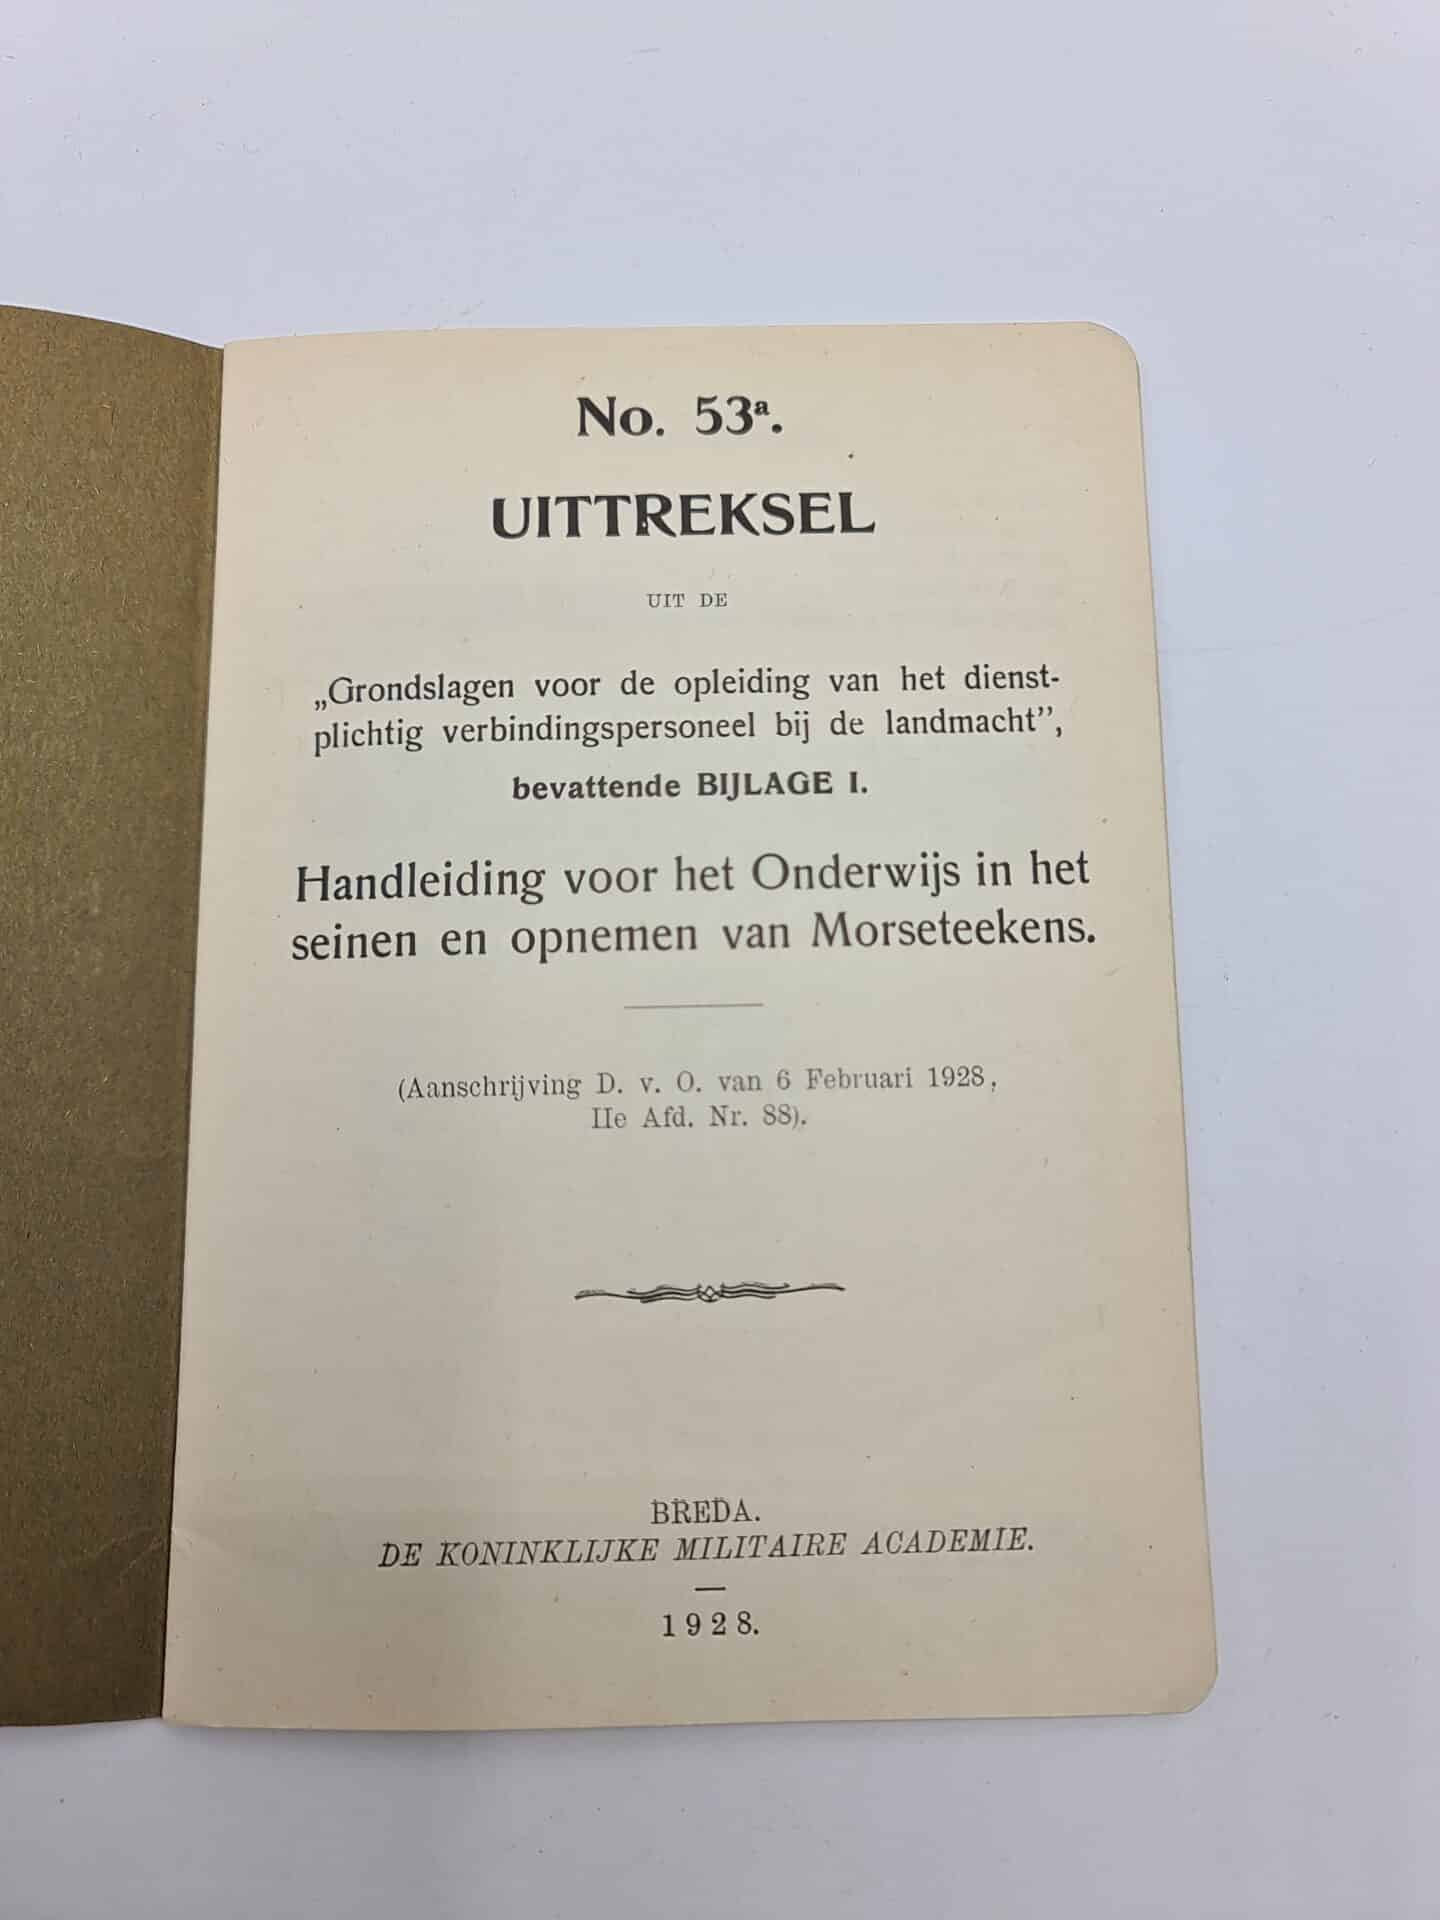 No. 53ª.
UITTREKSEL
UIT DE
„Grondslagen voor de opleiding van het dienst-
plichtig verbindingspersoneel bij de landmacht”,
bevattende BIJLAGE I.
Handleiding voor het Onderwijs in het
seinen en opnemen van Morseteekens.
(Aanschrijving D. v. O. van 6 Februari 1928,
IIe Afd. Nr. 88).
BREDA.
DE KONINKLIJKE MILITAIRE ACADEMIE.
1928.